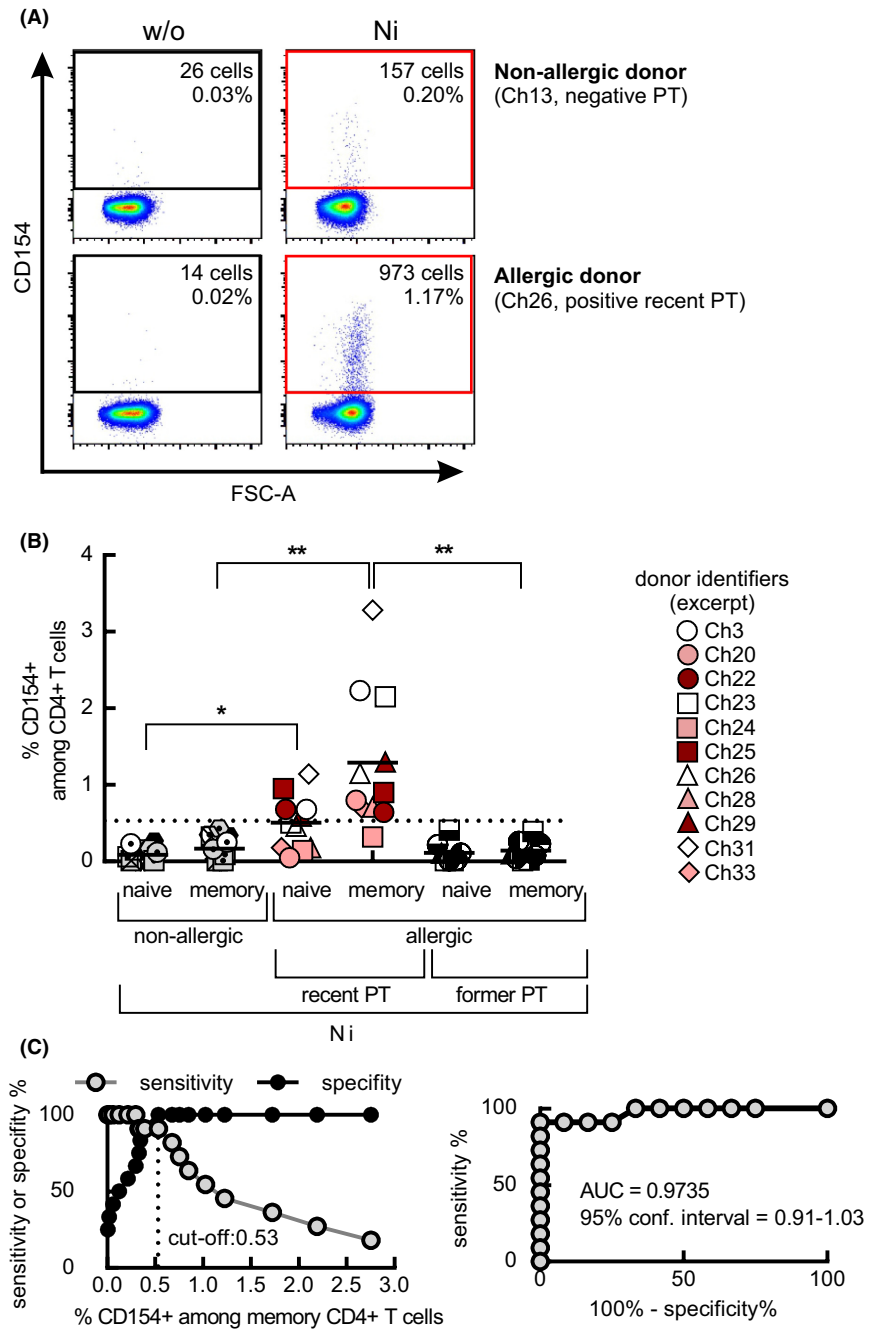 (A)
w/o
Ni
26 cells
0.03%
157 cells
0.20%
Non-allergic donor
(Ch13, negative PT)
CD154
14 cells
0.02%
973 cells
1.17%
Allergic donor
(Ch26, positive recent PT)
FSC-A
(B)
**
**
*
4
3
2
1
0
% CD154+
among CD4+ T cells
naive
memory
naive
memory
naive
memory
non-allergic
allergic
recent PT
former PT
Ni
donor identifiers
(excerpt)
Ch3
Ch20
Ch22
Ch23
Ch24
Ch25
Ch26
Ch28
Ch29
Ch31
Ch33
(C)
sensitivity
specifity
sensitivity or specifity %
100
50
0
cut-off:0.53
0.0
0.5
1.0
1.5
2.0
2.5
3.0
% CD154+ among memory CD4+ T cells
sensitivity %
100
50
0
AUC = 0.9735
95% conf. interval = 0.91-1.03
0
50
100
100% - specificity%